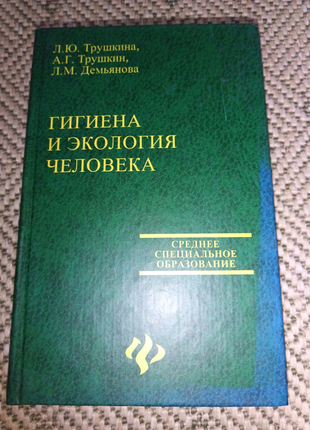 Л.Ю. Трушкина,
А.Г. Трушкин,
Л.М. Демьянова
ГИГИЕНА
И ЭКОЛОГИЯ
ЧЕЛОВЕКА
СРЕДНЕЕ
СПЕЦИАЛЬНОЕ
ОБРАЗОВАНИЕ